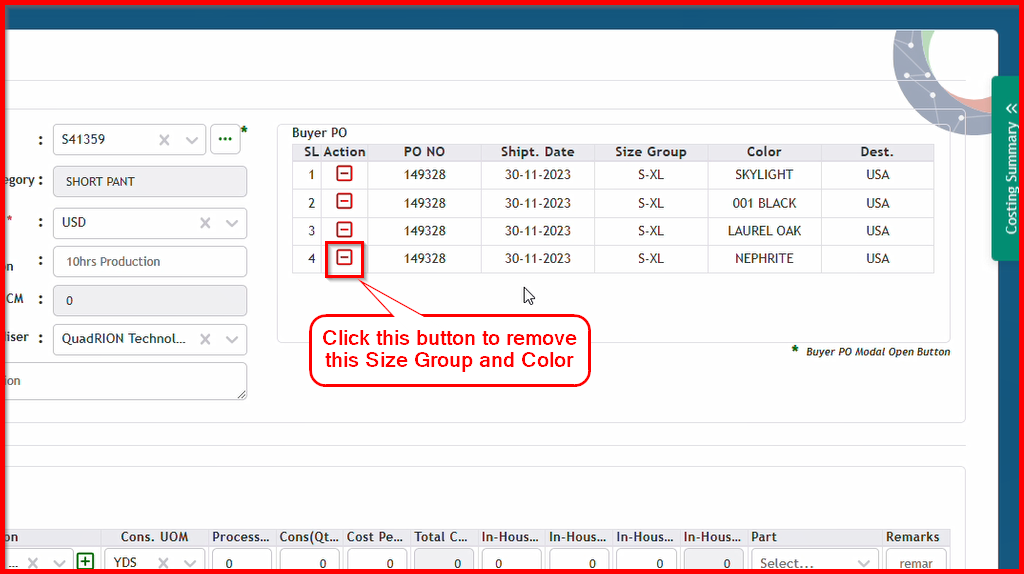 : S41359 ... *
egory : SHORT PANT
* : USD
on : 10hrs Production
CM : 0
iser : QuadRION Technol...
ion
Buyer PO
SL Action PO NO Shipt. Date Size Group Color Dest.
1 149328 30-11-2023 S-XL SKYLIGHT USA
2 149328 30-11-2023 S-XL 001 BLACK USA
3 149328 30-11-2023 S-XL LAUREL OAK USA
4 149328 30-11-2023 S-XL NEPHRITE USA
Click this button to remove
this Size Group and Color
* Buyer PO Modal Open Button
Costing Summary
on Cons. UOM Process... Cons(Qt... Cost Pe... Total C... In-Hous... In-Hous... In-Hous... In-Hous... Part Remarks
... YDS 0 0 0 0 0 0 0 0 Select... remar